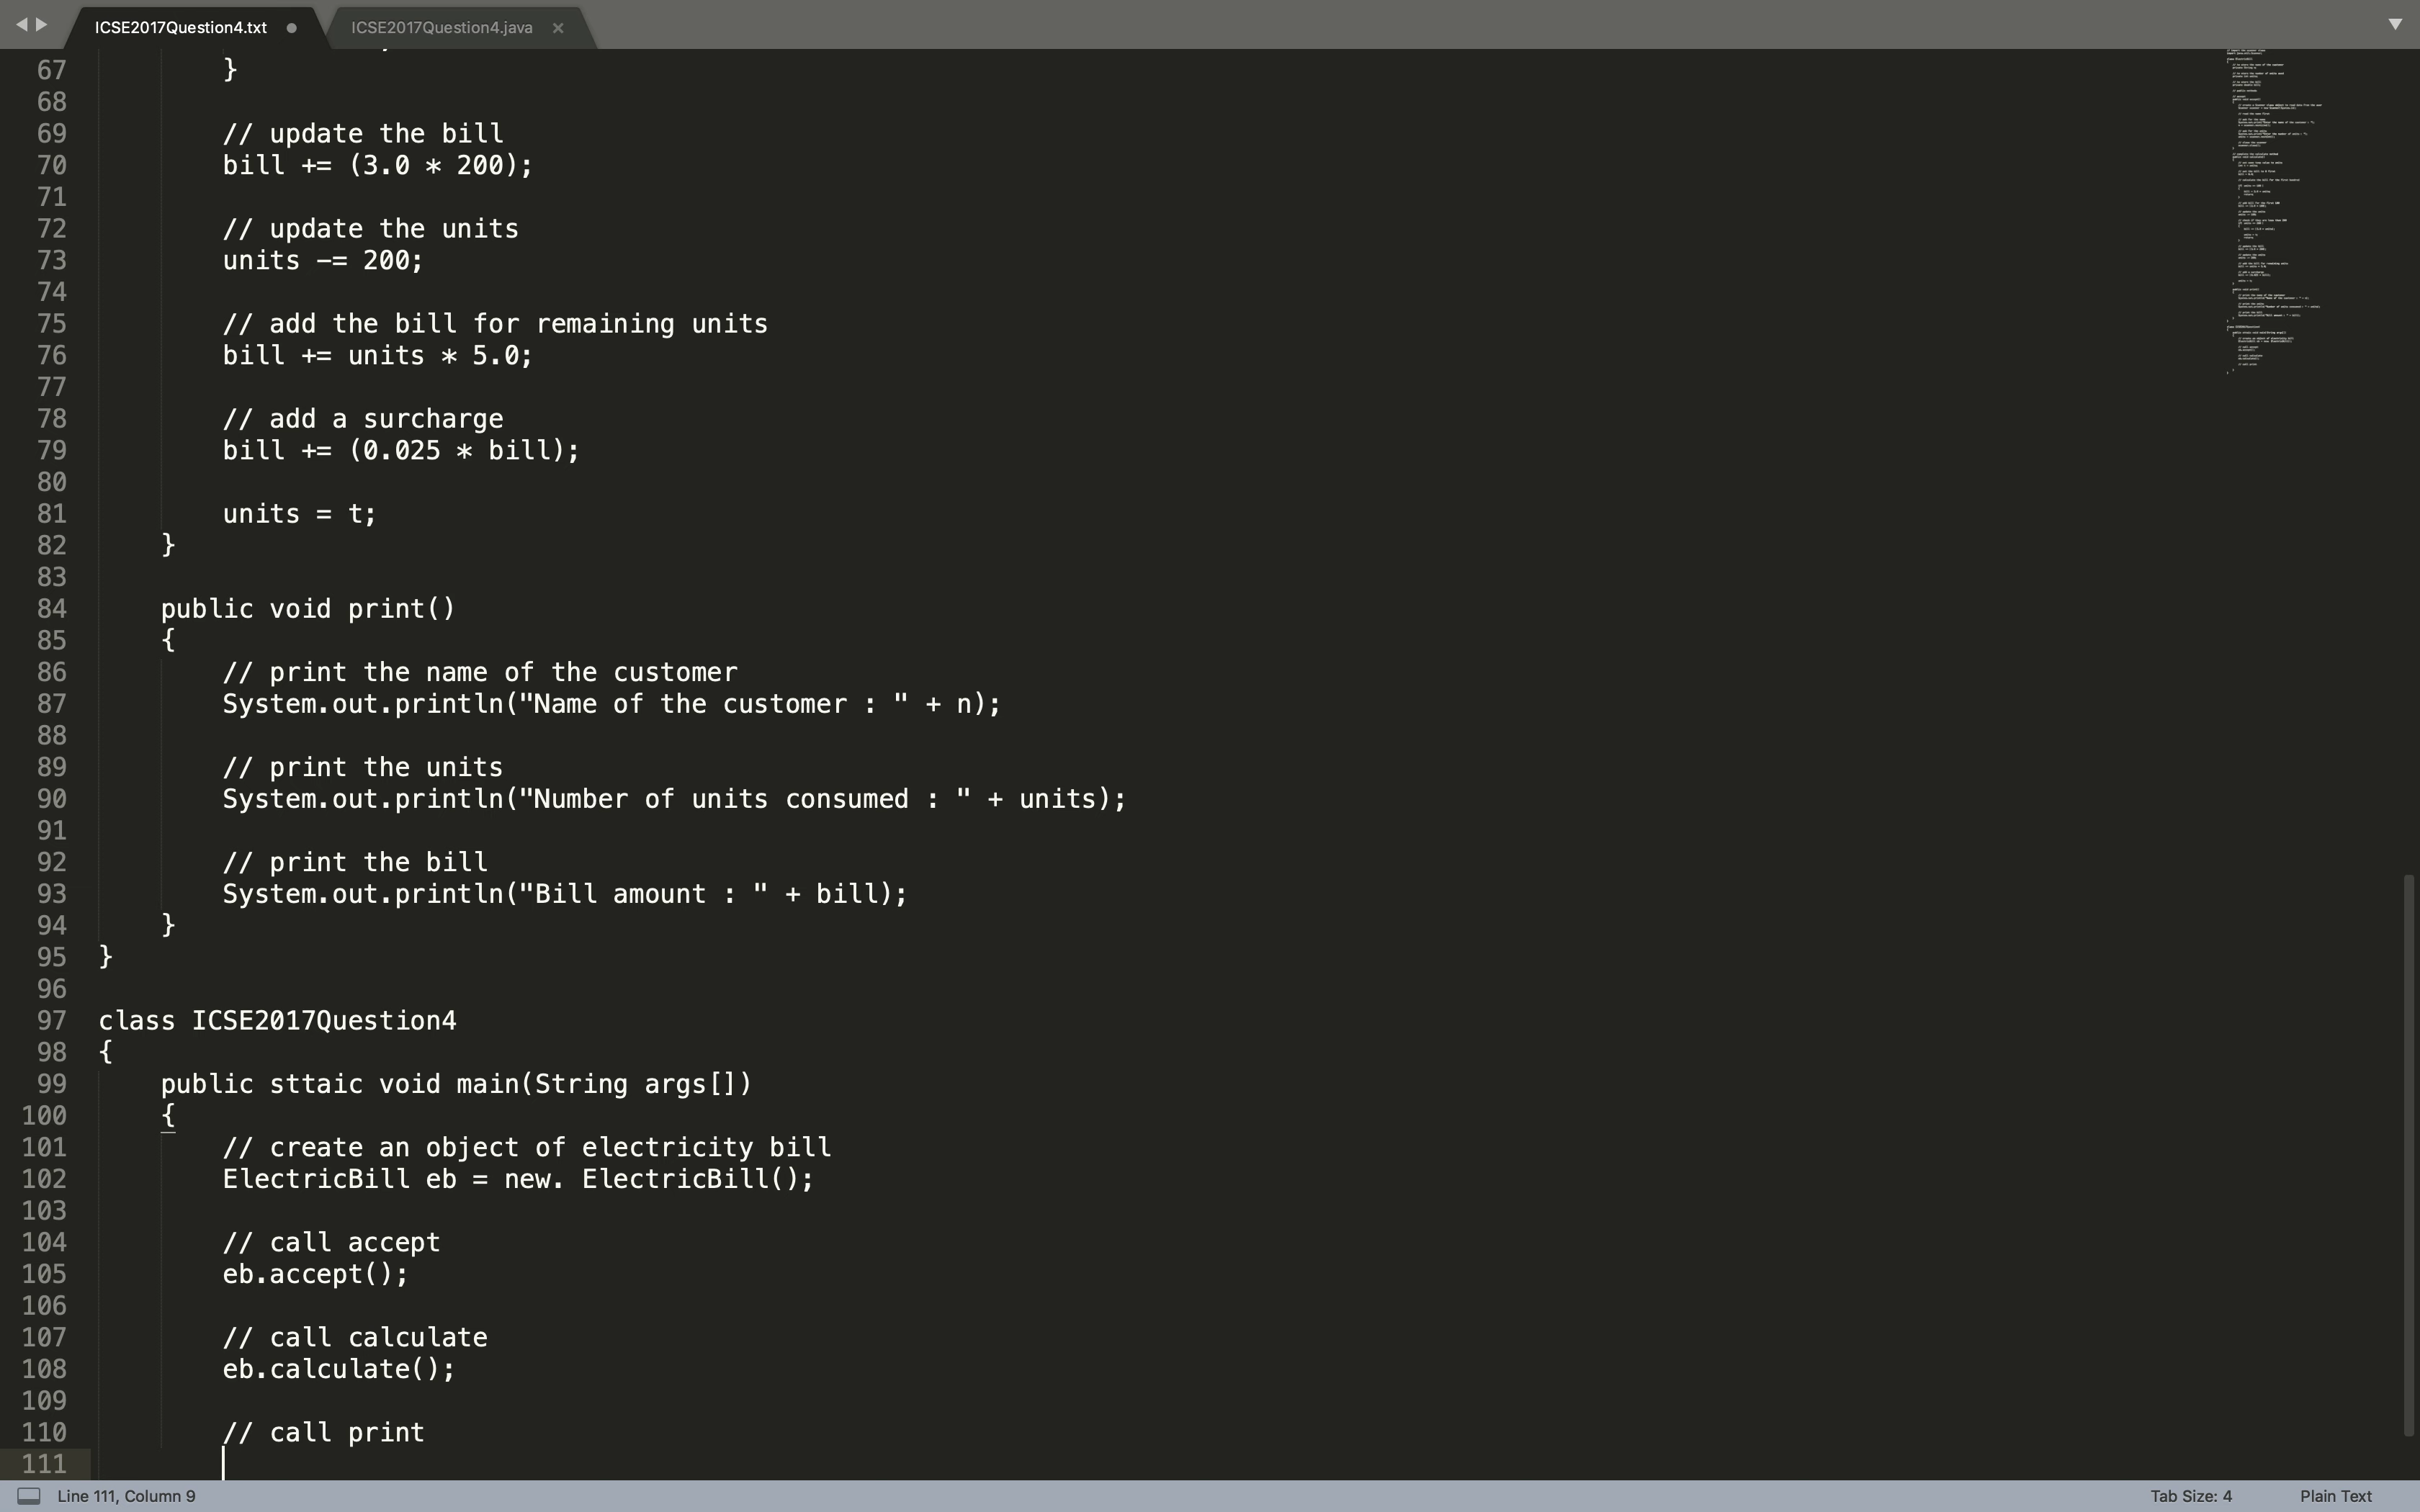 ICSE2017Question4.txt
ICSE2017Question4.java
67 }
68
69 // update the bill
70 bill += (3.0 * 200);
71
72 // update the units
73 units -= 200;
74
75 // add the bill for remaining units
76 bill += units * 5.0;
77
78 // add a surcharge
79 bill += (0.025 * bill);
80
81 units = t;
82 }
83
84 public void print()
85 {
86 // print the name of the customer
87 System.out.println("Name of the customer : " + n);
88
89 // print the units
90 System.out.println("Number of units consumed : " + units);
91
92 // print the bill
93 System.out.println("Bill amount : " + bill);
94 }
95 }
96
97 class ICSE2017Question4
98 {
99 public sttaic void main(String args[])
100 {
101 // create an object of electricity bill
102 ElectricBill eb = new. ElectricBill();
103
104 // call accept
105 eb.accept();
106
107 // call calculate
108 eb.calculate();
109
110 // call print
111
Line 111, Column 9
Tab Size: 4
Plain Text